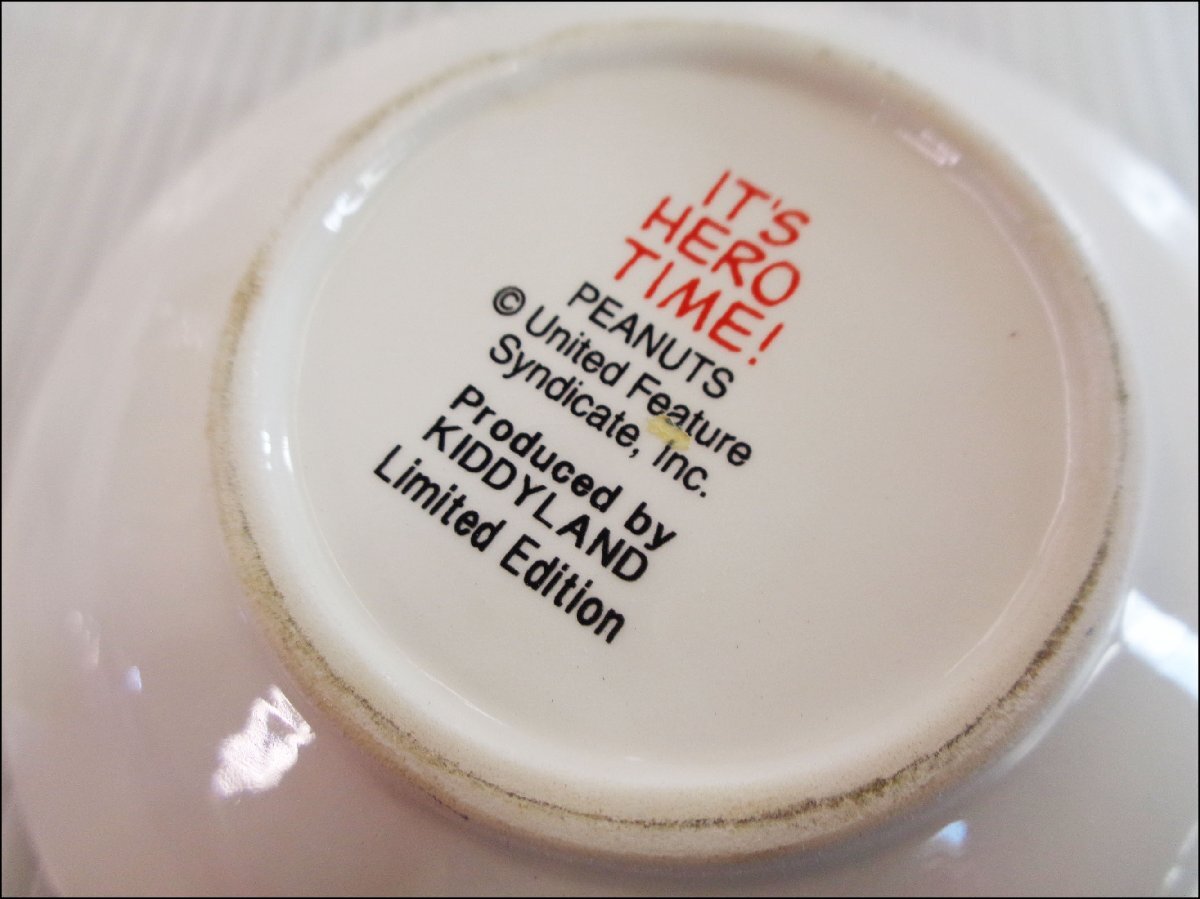 IT'S
HERO
TIME!
PEANUTS
© United Feature
Syndicate, Inc.
Produced by
KIDDYLAND
Limited Edition